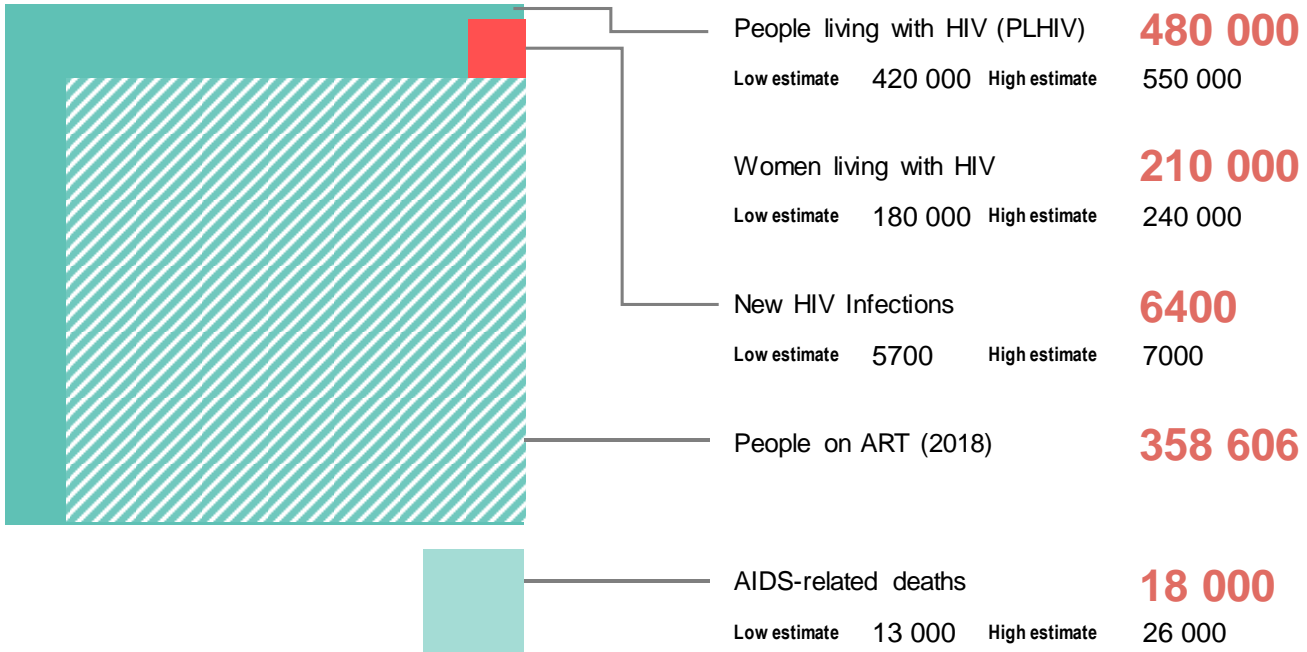 People living with HIV (PLHIV) 480 000
Low estimate 420 000 High estimate 550 000
Women living with HIV 210 000
Low estimate 180 000 High estimate 240 000
New HIV Infections 6400
Low estimate 5700 High estimate 7000
People on ART (2018) 358 606
AIDS-related deaths 18 000
Low estimate 13 000 High estimate 26 000